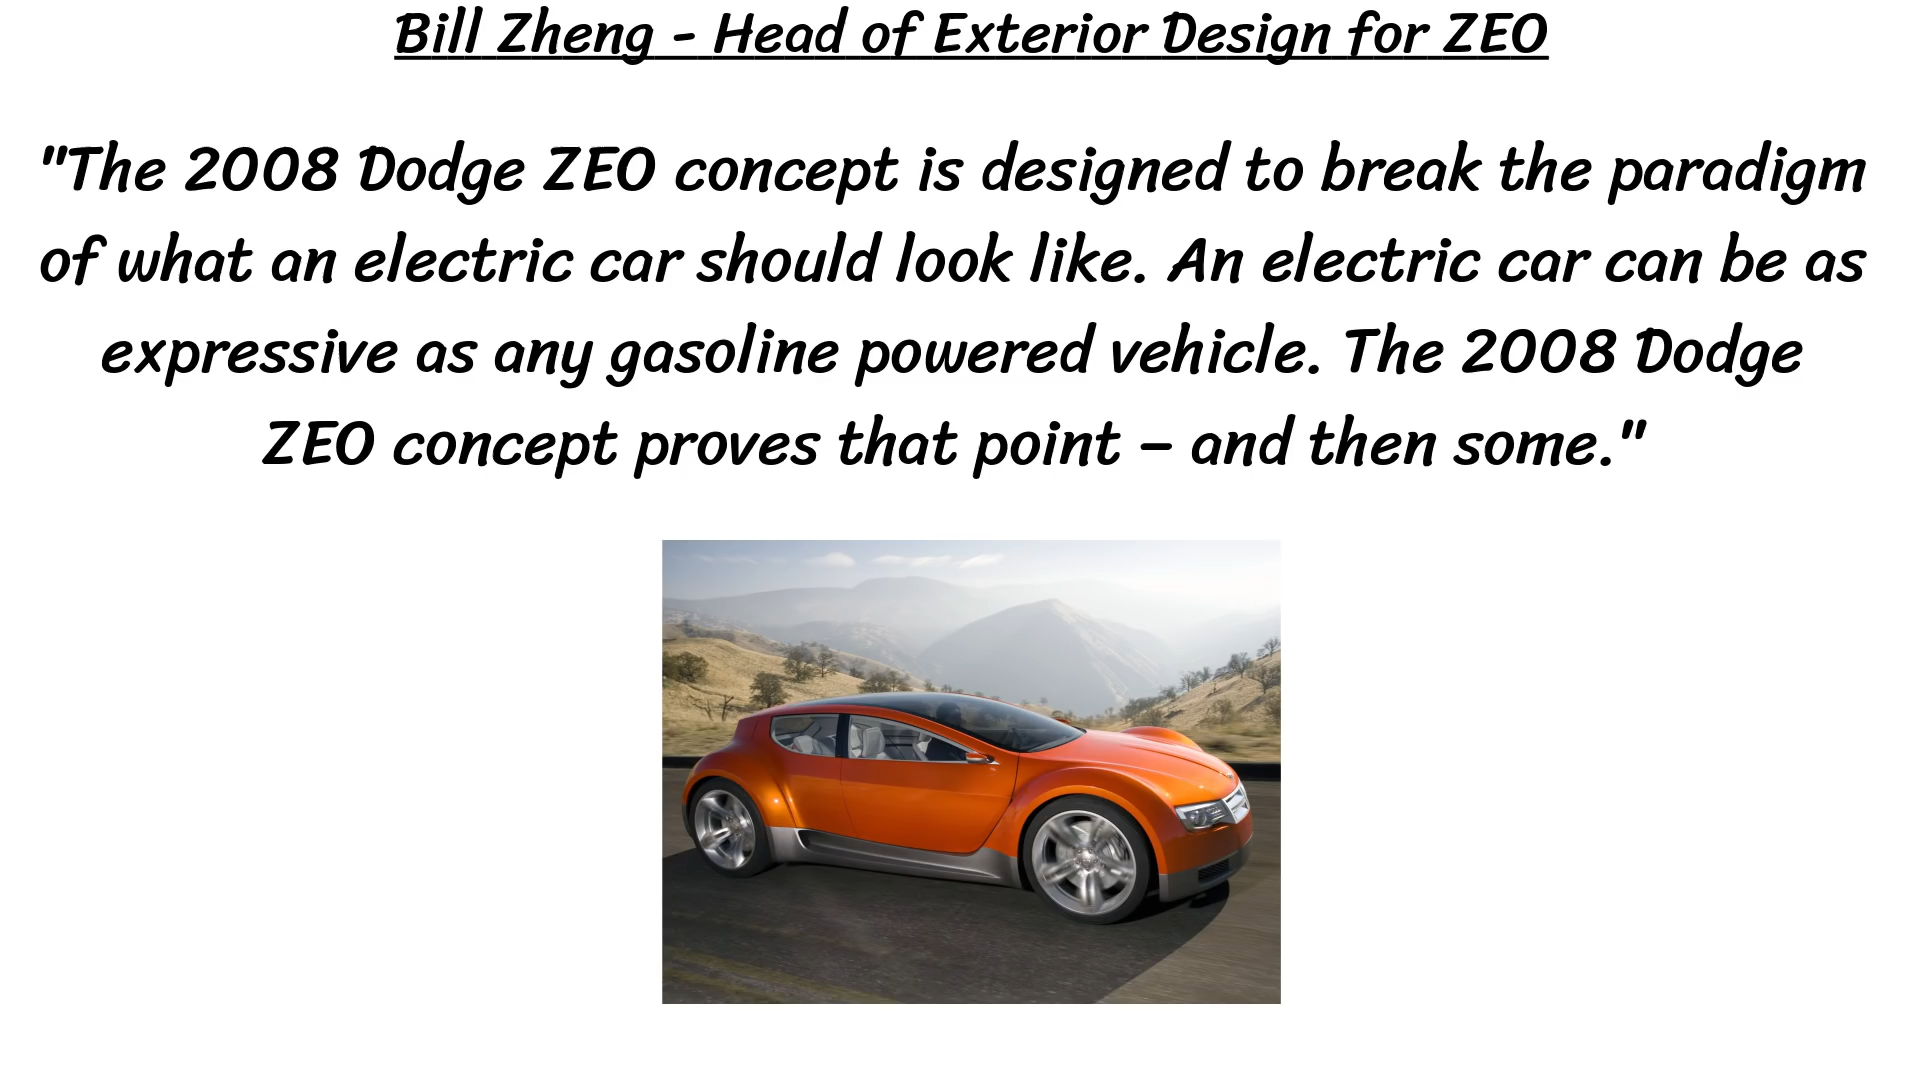 Bill Zheng - Head of Exterior Design for ZEO
"The 2008 Dodge ZEO concept is designed to break the paradigm
of what an electric car should look like. An electric car can be as
expressive as any gasoline powered vehicle. The 2008 Dodge
ZEO concept proves that point – and then some."